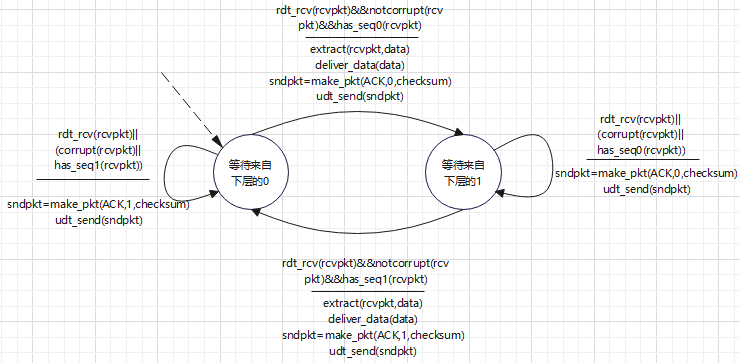 rdt_rcv(rcvpkt)&&notcorrupt(rcv
pkt)&&has_seq0(rcvpkt)
extract(rcvpkt,data)
deliver_data(data)
sndpkt=make_pkt(ACK,0,checksum)
udt_send(sndpkt)
rdt_rcv(rcvpkt)||
(corrupt(rcvpkt)||
has_seq1(rcvpkt))
sndpkt=make_pkt(ACK,1,checksum)
udt_send(sndpkt)
等待来自
下层的0
等待来自
下层的1
rdt_rcv(rcvpkt)||
(corrupt(rcvpkt)||
has_seq0(rcvpkt))
sndpkt=make_pkt(ACK,0,checksum)
udt_send(sndpkt)
rdt_rcv(rcvpkt)&&notcorrupt(rcv
pkt)&&has_seq1(rcvpkt)
extract(rcvpkt,data)
deliver_data(data)
sndpkt=make_pkt(ACK,1,checksum)
udt_send(sndpkt)